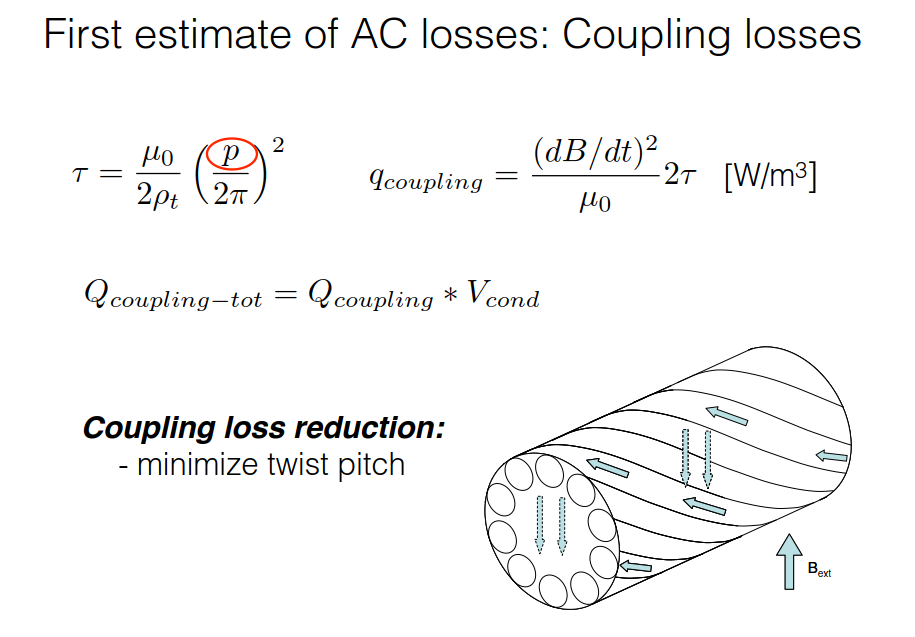 First estimate of AC losses: Coupling losses
τ = μ₀/2ρₜ (p/2π)²
q_coupling = (dB/dt)²/μ₀ 2τ [W/m³]
Q_coupling−tot = Q_coupling * V_cond
Coupling loss reduction:
- minimize twist pitch
B_ext